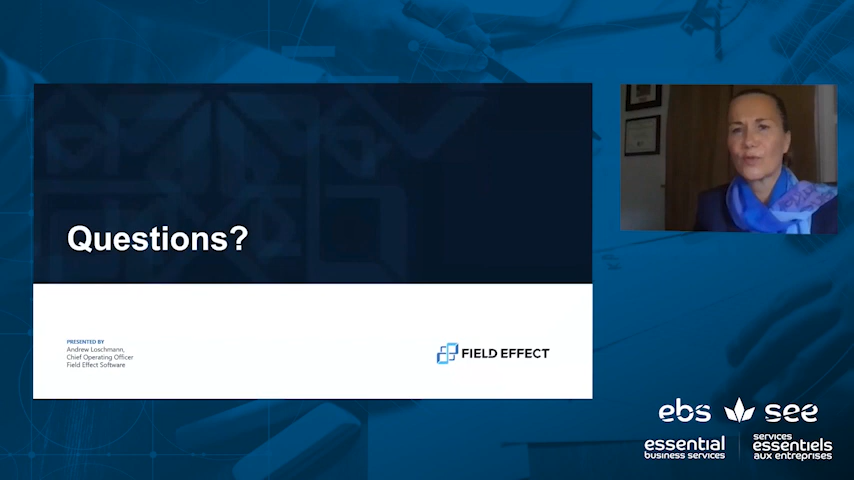 Questions?
PRESENTED BY
Andrew Loschmann,
Chief Operating Officer
Field Effect Software
FIELD EFFECT
ebs see
essential
business services
services
essentiels
aux entreprises